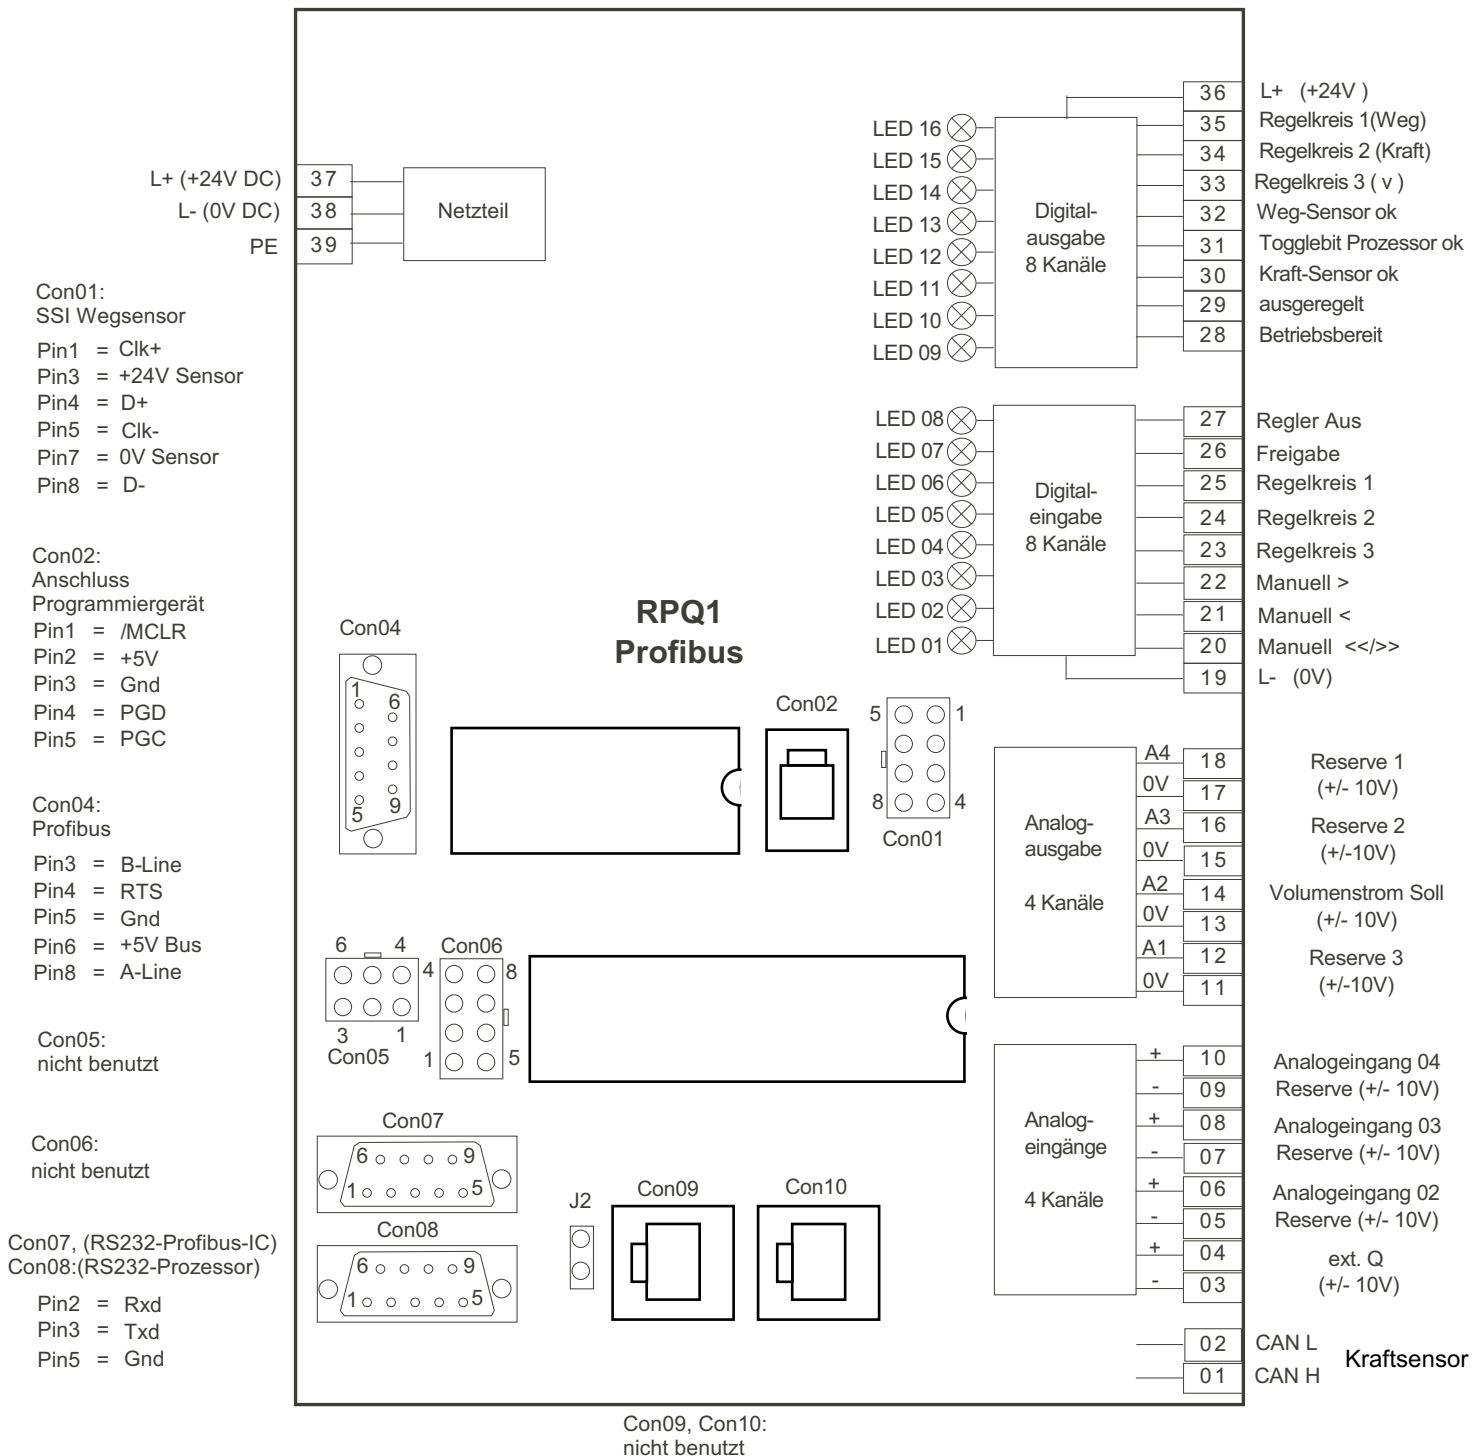 L+ (+24V DC) 37
L- (0V DC) 38
PE 39
Netzteil
Con01:
SSI Wegsensor
Pin1 = Clk+
Pin3 = +24V Sensor
Pin4 = D+
Pin5 = Clk-
Pin7 = 0V Sensor
Pin8 = D-
Con02:
Anschluss
Programmiergerät
Pin1 = /MCLR
Pin2 = +5V
Pin3 = Gnd
Pin4 = PGD
Pin5 = PGC
Con04:
Profibus
Pin3 = B-Line
Pin4 = RTS
Pin5 = Gnd
Pin6 = +5V Bus
Pin8 = A-Line
Con05:
nicht benutzt
Con06:
nicht benutzt
Con07, (RS232-Profibus-IC)
Con08:(RS232-Prozessor)
Pin2 = Rxd
Pin3 = Txd
Pin5 = Gnd
RPQ1
Profibus
Con04
1 6
5 9
Con02
5 1
8 4
Con01
6 4
3 1
Con05
Con06
4 8
1 5
Con07
6 9
1 5
Con08
6 9
1 5
J2
Con09
Con10
Con09, Con10:
nicht benutzt
LED 16
LED 15
LED 14
LED 13
LED 12
LED 11
LED 10
LED 09
Digital-
ausgabe
8 Kanäle
36 L+ (+24V )
35 Regelkreis 1(Weg)
34 Regelkreis 2 (Kraft)
33 Regelkreis 3 ( v )
32 Weg-Sensor ok
31 Togglebit Prozessor ok
30 Kraft-Sensor ok
29 ausgeregelt
28 Betriebsbereit
LED 08
LED 07
LED 06
LED 05
LED 04
LED 03
LED 02
LED 01
Digital-
eingabe
8 Kanäle
27 Regler Aus
26 Freigabe
25 Regelkreis 1
24 Regelkreis 2
23 Regelkreis 3
22 Manuell >
21 Manuell <
20 Manuell <</>>
19 L- (0V)
Analog-
ausgabe
4 Kanäle
A4 18 Reserve 1
0V 17 (+/- 10V)
A3 16 Reserve 2
0V 15 (+/-10V)
A2 14 Volumenstrom Soll
0V 13 (+/- 10V)
A1 12 Reserve 3
0V 11 (+/-10V)
Analog-
eingänge
4 Kanäle
+ 10 Analogeingang 04
- 09 Reserve (+/- 10V)
+ 08 Analogeingang 03
- 07 Reserve (+/- 10V)
+ 06 Analogeingang 02
- 05 Reserve (+/- 10V)
+ 04 ext. Q
- 03 (+/- 10V)
02 CAN L
01 CAN H
Kraftsensor